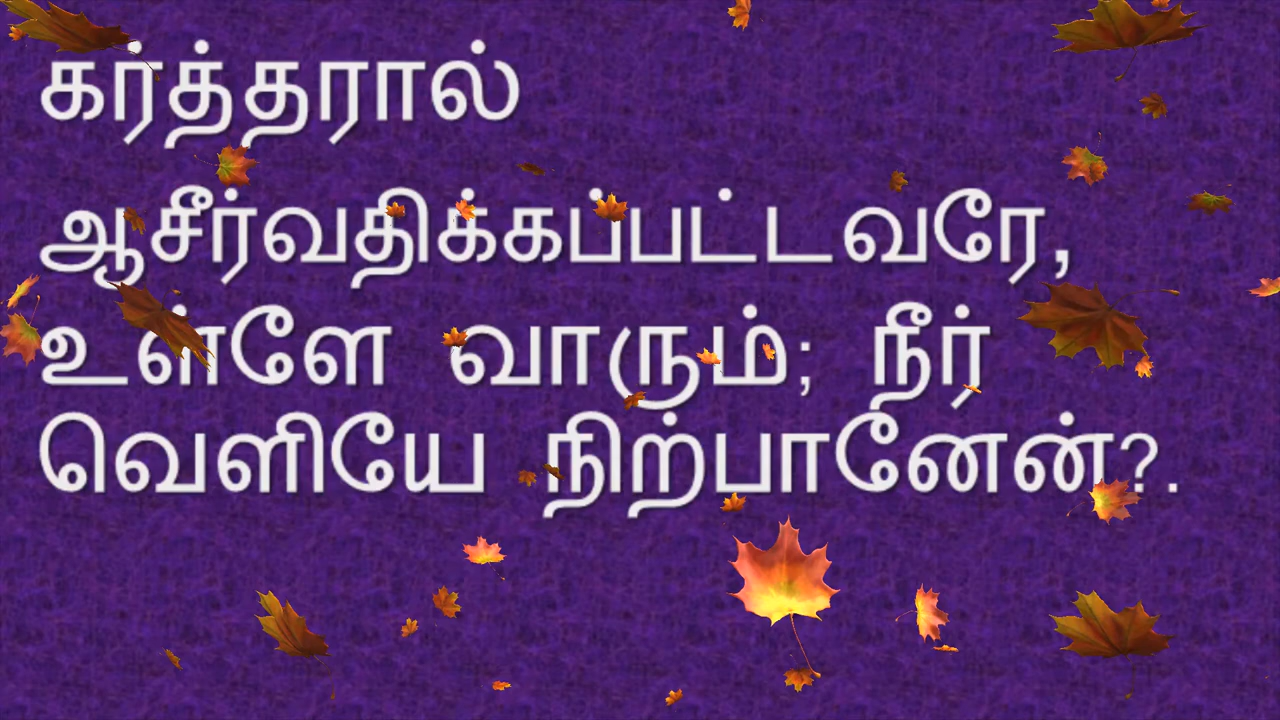 கர்த்தரால்
ஆசீர்வதிக்கப்பட்டவரே,
உள்ளே வாரும்; நீர்
வெளியே நிற்பானேன்?.